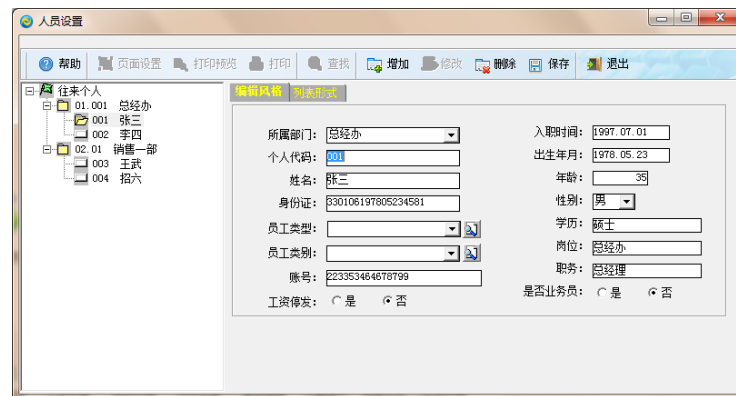 人员设置
帮助 页面设置 打印预览 打印 查找 增加 修改 删除 保存 退出
往来个人
01.001 总经办
001 张三
002 李四
02.01 销售一部
003 王武
004 招六
编辑风格 列表形式
所属部门: 总经办
个人代码: 001
姓名: 张三
身份证: 330106197805234581
员工类型:
员工类别:
账号: 223353464678799
工资停发: 是 否
入职时间: 1997.07.01
出生年月: 1978.05.23
年龄: 35
性别: 男
学历: 硕士
岗位: 总经办
职务: 总经理
是否业务员: 是 否